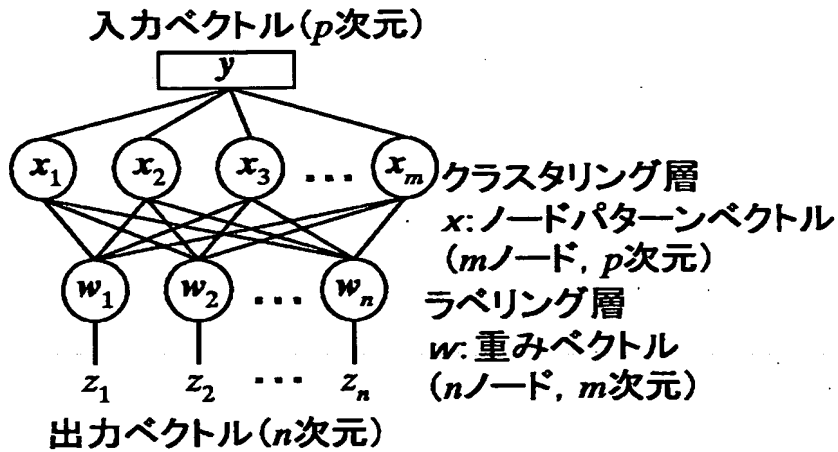 入力ベクトル(p次元)
y
x₁ x₂ x₃ … xₘ
クラスタリング層
x:ノードパターンベクトル
(mノード, p次元)
w₁ w₂ … wₙ
ラベリング層
w:重みベクトル
(nノード, m次元)
z₁ z₂ … zₙ
出力ベクトル(n次元)